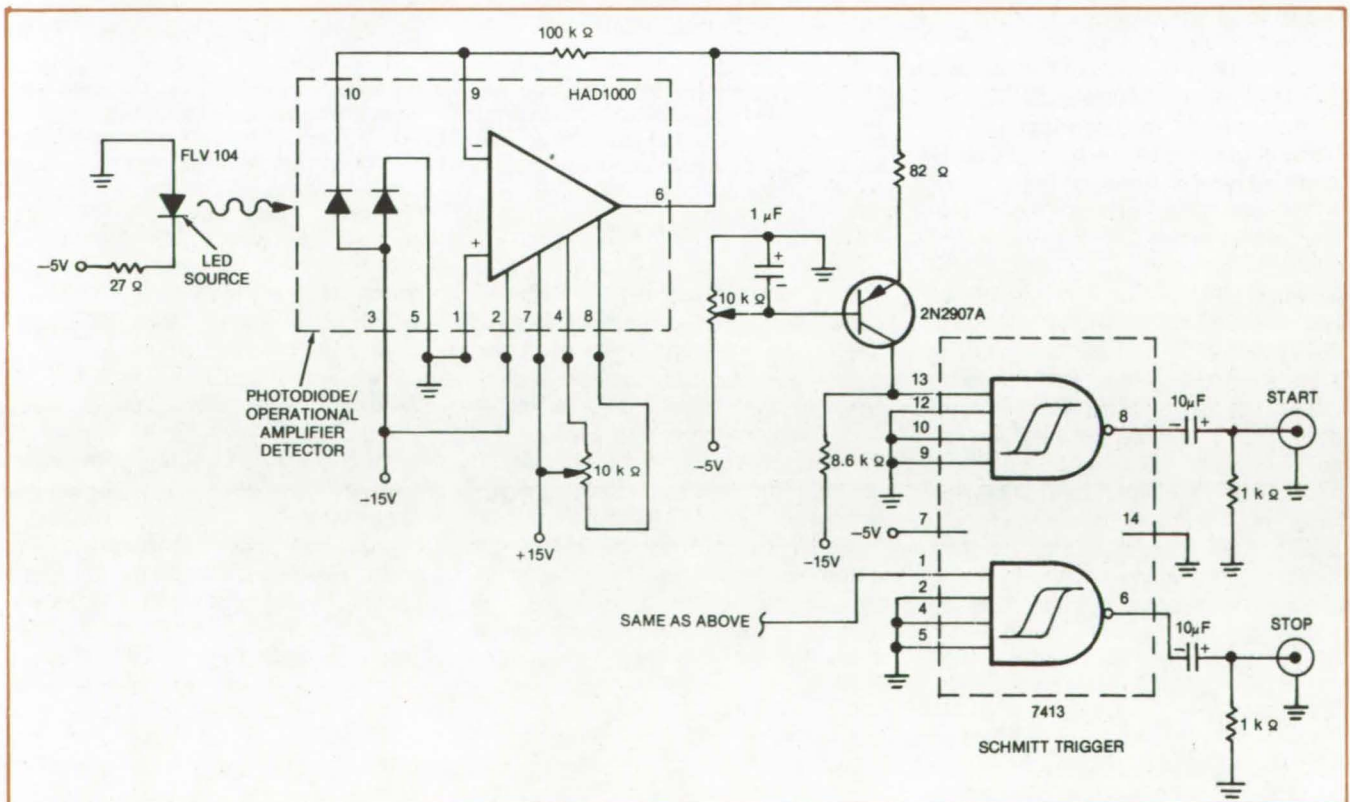 100 k Ω
10
9
HAD1000
FLV 104
−
*
+
6
82 Ω
LED
SOURCE
−5V
27 Ω
1 μF
+
−
10 kΩ
2N2907A
3
5
1
2
7
4
8
PHOTODIODE/
OPERATIONAL
AMPLIFIER
DETECTOR
−15V
10 kΩ
+15V
−5V
13
12
10
9
8
10μF
− +
START
8.6 kΩ
−15V
1 kΩ
−5V
7
14
1
2
4
5
SAME AS ABOVE
6
10μF
− +
STOP
7413
1 kΩ
SCHMITT TRIGGER